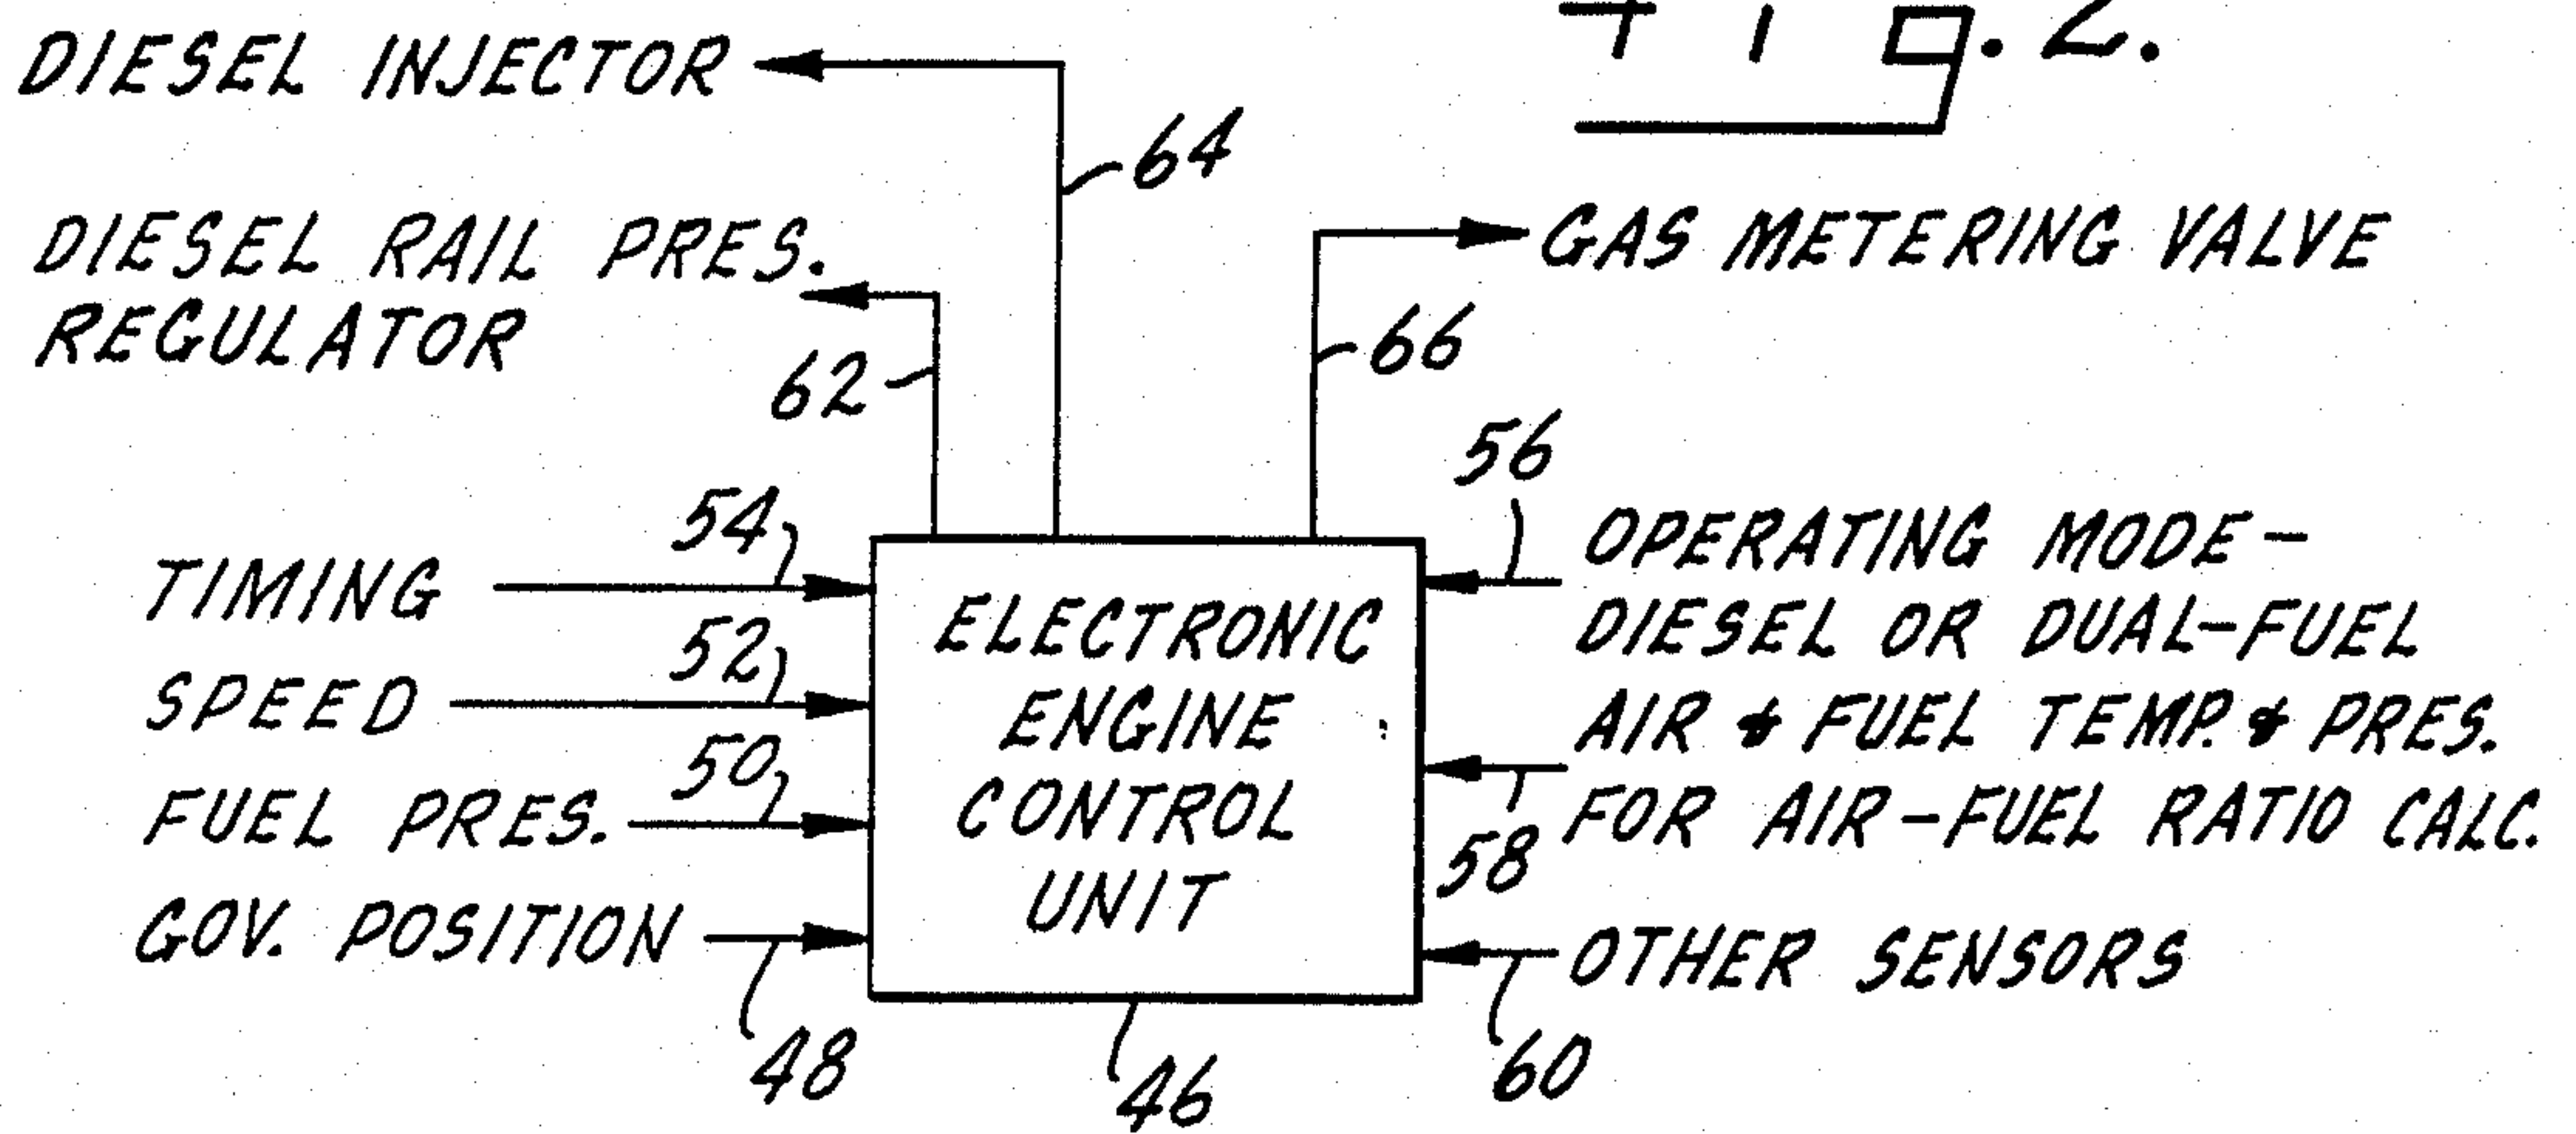 Fig. 2.
DIESEL INJECTOR
64
DIESEL RAIL PRES.
REGULATOR
62
GAS METERING VALVE
66
54
TIMING
52
SPEED
50
FUEL PRES.
GOV. POSITION
48
ELECTRONIC
ENGINE
CONTROL
UNIT
46
56
OPERATING MODE-
DIESEL OR DUAL-FUEL
AIR & FUEL TEMP. & PRES.
FOR AIR-FUEL RATIO CALC.
58
OTHER SENSORS
60